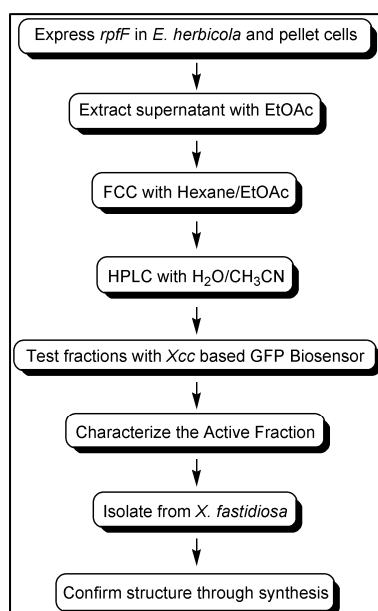 Express rpfF in E. herbicola and pellet cells
Extract supernatant with EtOAc
FCC with Hexane/EtOAc
HPLC with H₂O/CH₃CN
Test fractions with Xcc based GFP Biosensor
Characterize the Active Fraction
Isolate from X. fastidiosa
Confirm structure through synthesis